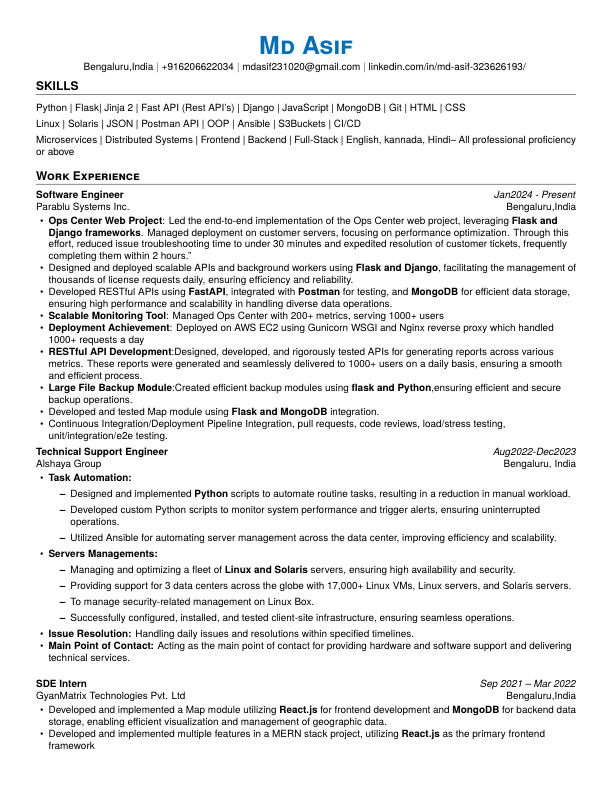 Md Asif
Bengaluru,India | +916206622034 | mdasif231020@gmail.com | linkedin.com/in/md-asif-323626193/
SKILLS
Python | Flask| Jinja 2 | Fast API (Rest API's) | Django | JavaScript | MongoDB | Git | HTML | CSS
Linux | Solaris | JSON | Postman API | OOP | Ansible | S3Buckets | CI/CD
Microservices | Distributed Systems | Frontend | Backend | Full-Stack | English, kannada, Hindi– All professional proficiency
or above
Work Experience
Software Engineer Jan2024 - Present
Parablu Systems Inc. Bengaluru,India
• Ops Center Web Project: Led the end-to-end implementation of the Ops Center web project, leveraging Flask and
Django frameworks. Managed deployment on customer servers, focusing on performance optimization. Through this
effort, reduced issue troubleshooting time to under 30 minutes and expedited resolution of customer tickets, frequently
completing them within 2 hours.”
• Designed and deployed scalable APIs and background workers using Flask and Django, facilitating the management of
thousands of license requests daily, ensuring efficiency and reliability.
• Developed RESTful APIs using FastAPI, integrated with Postman for testing, and MongoDB for efficient data storage,
ensuring high performance and scalability in handling diverse data operations.
• Scalable Monitoring Tool: Managed Ops Center with 200+ metrics, serving 1000+ users
• Deployment Achievement: Deployed on AWS EC2 using Gunicorn WSGI and Nginx reverse proxy which handled
1000+ requests a day
• RESTful API Development:Designed, developed, and rigorously tested APIs for generating reports across various
metrics. These reports were generated and seamlessly delivered to 1000+ users on a daily basis, ensuring a smooth
and efficient process.
• Large File Backup Module:Created efficient backup modules using flask and Python,ensuring efficient and secure
backup operations.
• Developed and tested Map module using Flask and MongoDB integration.
• Continuous Integration/Deployment Pipeline Integration, pull requests, code reviews, load/stress testing,
unit/integration/e2e testing.
Technical Support Engineer Aug2022-Dec2023
Alshaya Group Bengaluru, India
• Task Automation:
– Designed and implemented Python scripts to automate routine tasks, resulting in a reduction in manual workload.
– Developed custom Python scripts to monitor system performance and trigger alerts, ensuring uninterrupted
operations.
– Utilized Ansible for automating server management across the data center, improving efficiency and scalability.
• Servers Managements:
– Managing and optimizing a fleet of Linux and Solaris servers, ensuring high availability and security.
– Providing support for 3 data centers across the globe with 17,000+ Linux VMs, Linux servers, and Solaris servers.
– To manage security-related management on Linux Box.
– Successfully configured, installed, and tested client-site infrastructure, ensuring seamless operations.
• Issue Resolution: Handling daily issues and resolutions within specified timelines.
• Main Point of Contact: Acting as the main point of contact for providing hardware and software support and delivering
technical services.
SDE Intern Sep 2021 – Mar 2022
GyanMatrix Technologies Pvt. Ltd Bengaluru,India
• Developed and implemented a Map module utilizing React.js for frontend development and MongoDB for backend data
storage, enabling efficient visualization and management of geographic data.
• Developed and implemented multiple features in a MERN stack project, utilizing React.js as the primary frontend
framework